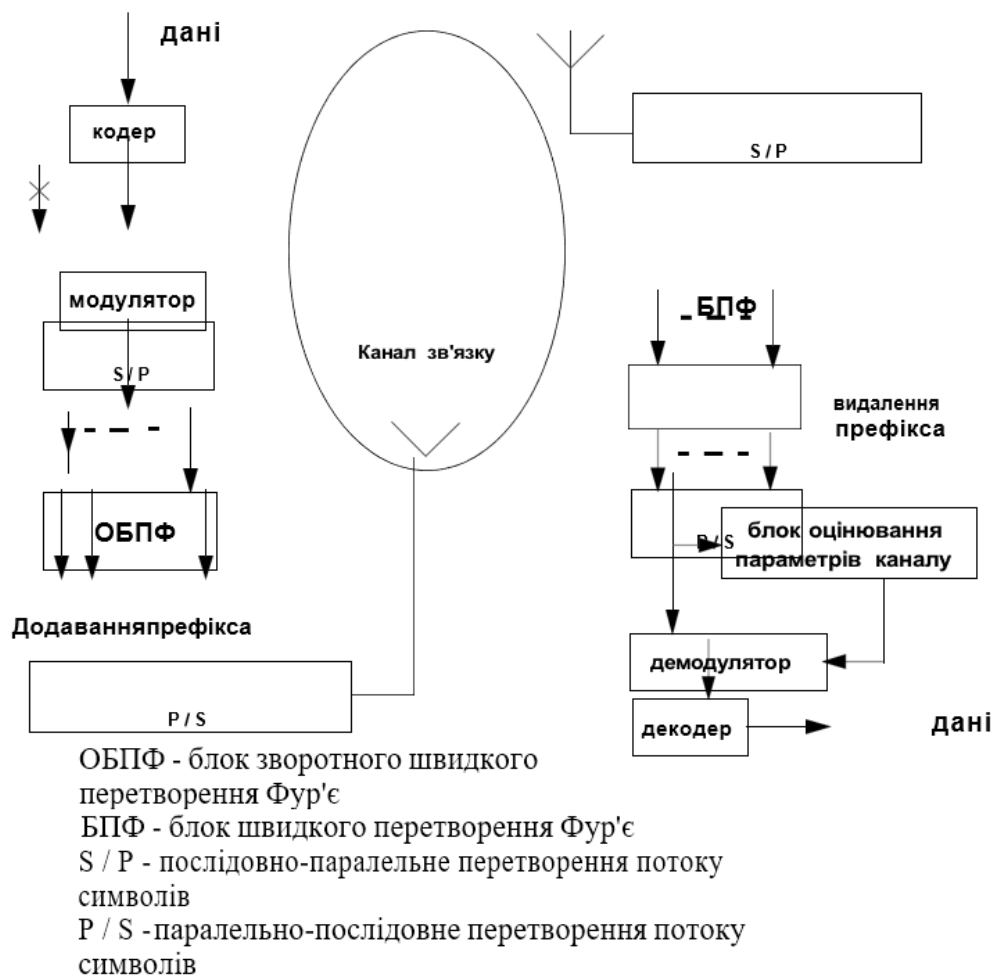 дані
кодер
модулятор
S / P
ОБПФ
Додаванняпрефікса
P / S
Канал зв'язку
S / P
БПФ
видалення
префікса
P / S
блок оцінювання
параметрів каналу
демодулятор
декодер
дані
ОБПФ - блок зворотного швидкого
перетворення Фур'є
БПФ - блок швидкого перетворення Фур'є
S / P - послідовно-паралельне перетворення потоку
символів
P / S -паралельно-послідовне перетворення потоку
символів